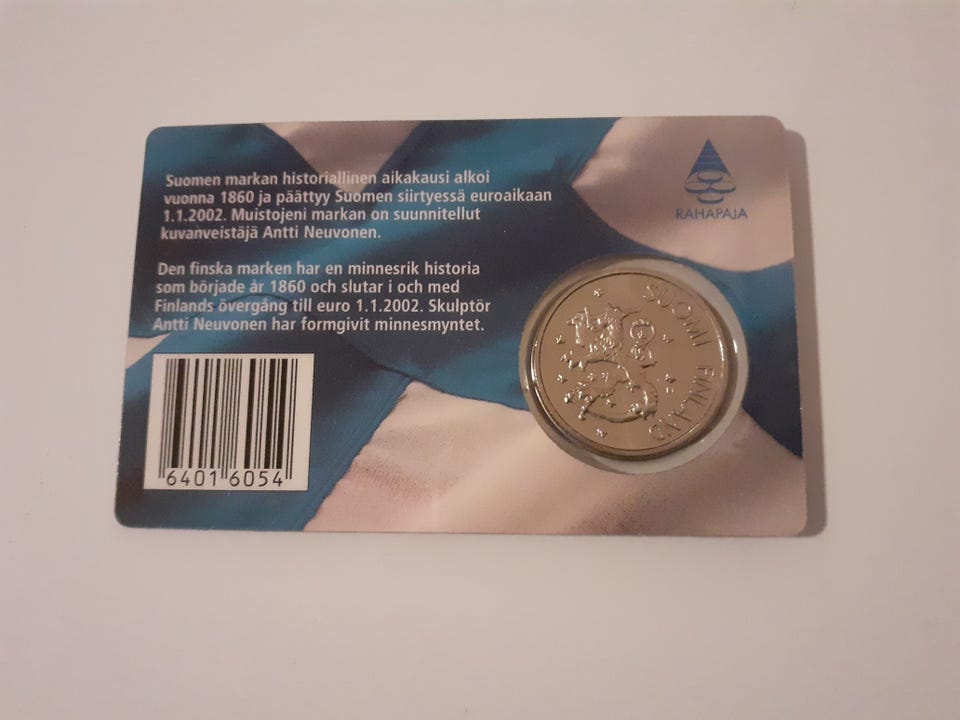 Suomen markan historiallinen aikakausi alkoi
vuonna 1860 ja päättyy Suomen siirtyessä euroaikaan
1.1.2002. Muistojeni markan on suunnitellut
kuvanveistäjä Antti Neuvonen.
Den finska marken har en minnesrik historia
som började år 1860 och slutar i och med
Finlands övergång till euro 1.1.2002. Skulptör
Antti Neuvonen har formgivit minnesmyntet.
RAHAPAJA
SUOMI FINLAND
6401 6054